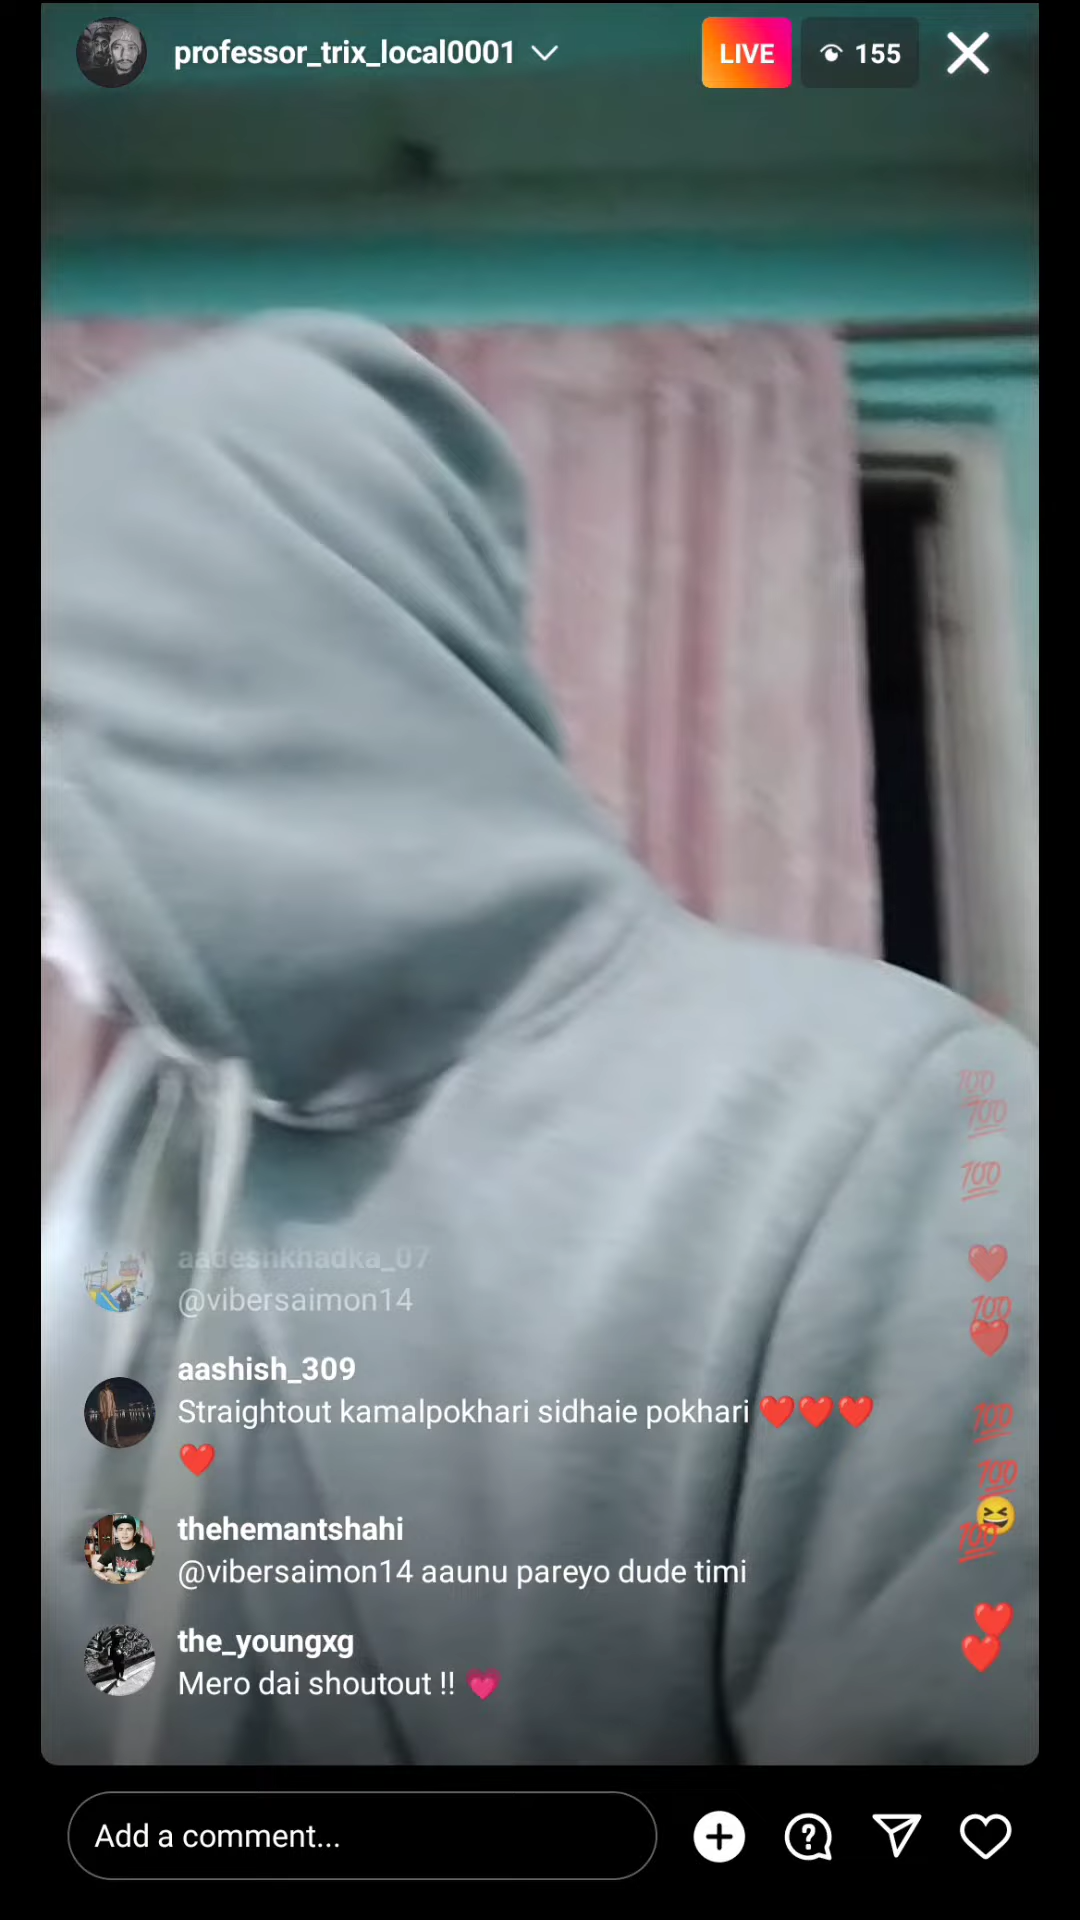 professor_trix_local0001
LIVE
155
aadeshkhadka_07
@vibersaimon14
aashish_309
Straightout kamalpokhari sidhaie pokhari ❤️❤️❤️
❤️
thehemantshahi
@vibersaimon14 aaunu pareyo dude timi
the_youngxg
Mero dai shoutout !! 💗
💯
💯
💯
💯
💯
💯
💯
Add a comment...